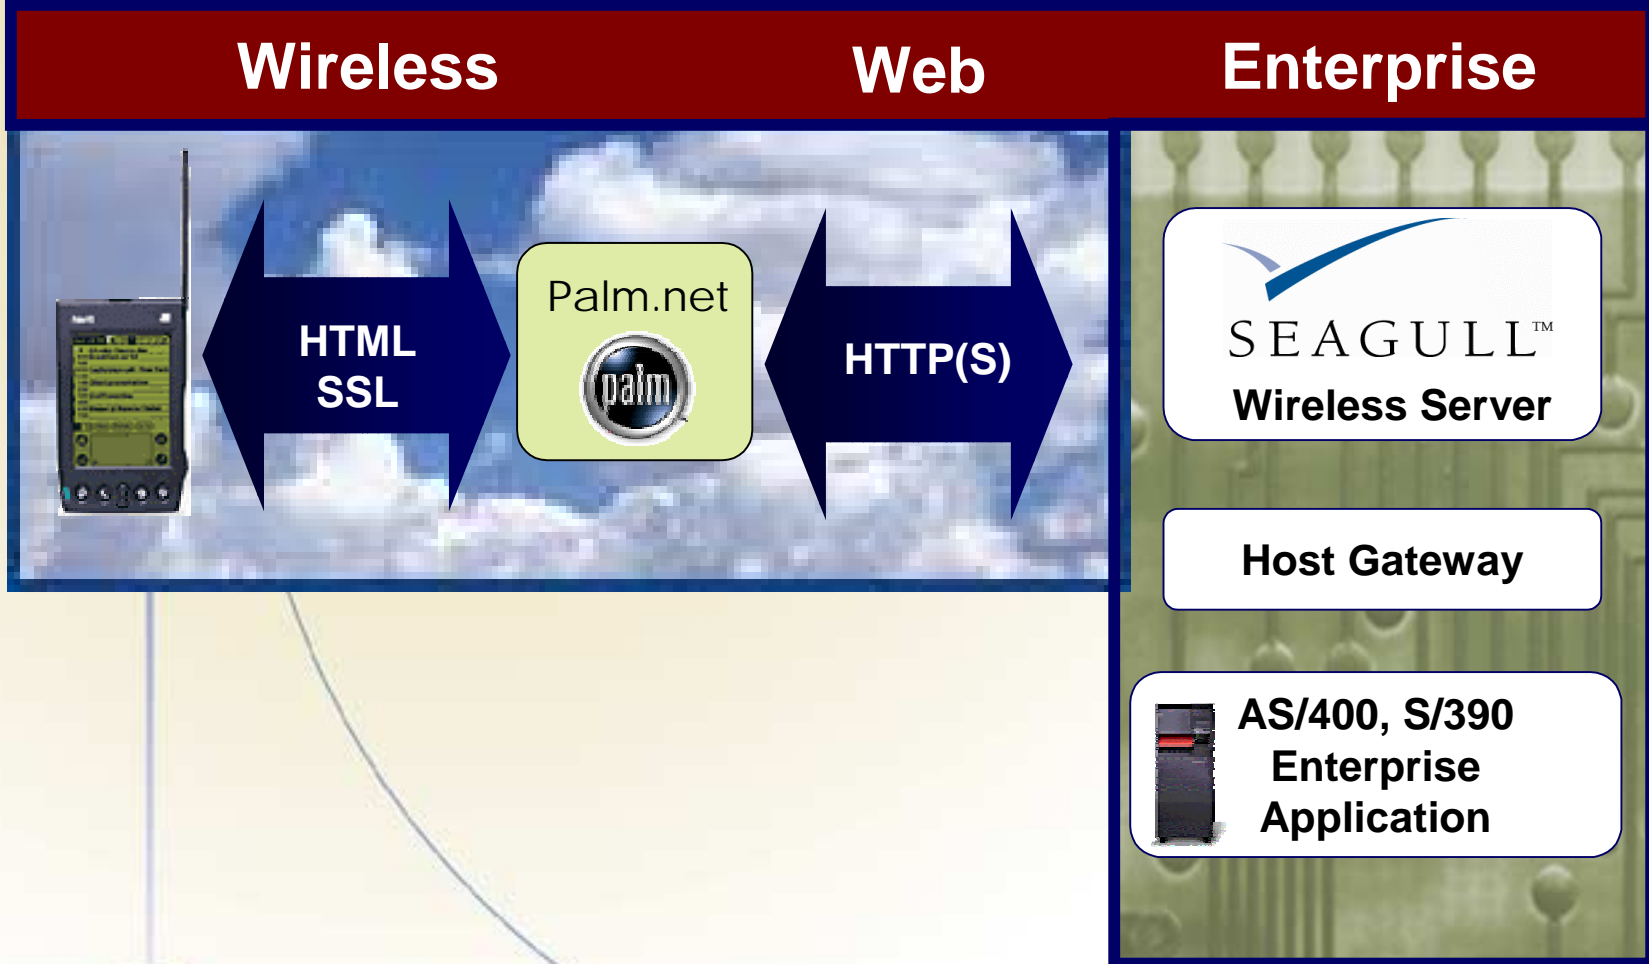 Wireless
Web
Enterprise
HTML
SSL
Palm.net
palm
HTTP(S)
SEAGULL™
Wireless Server
Host Gateway
AS/400, S/390
Enterprise
Application